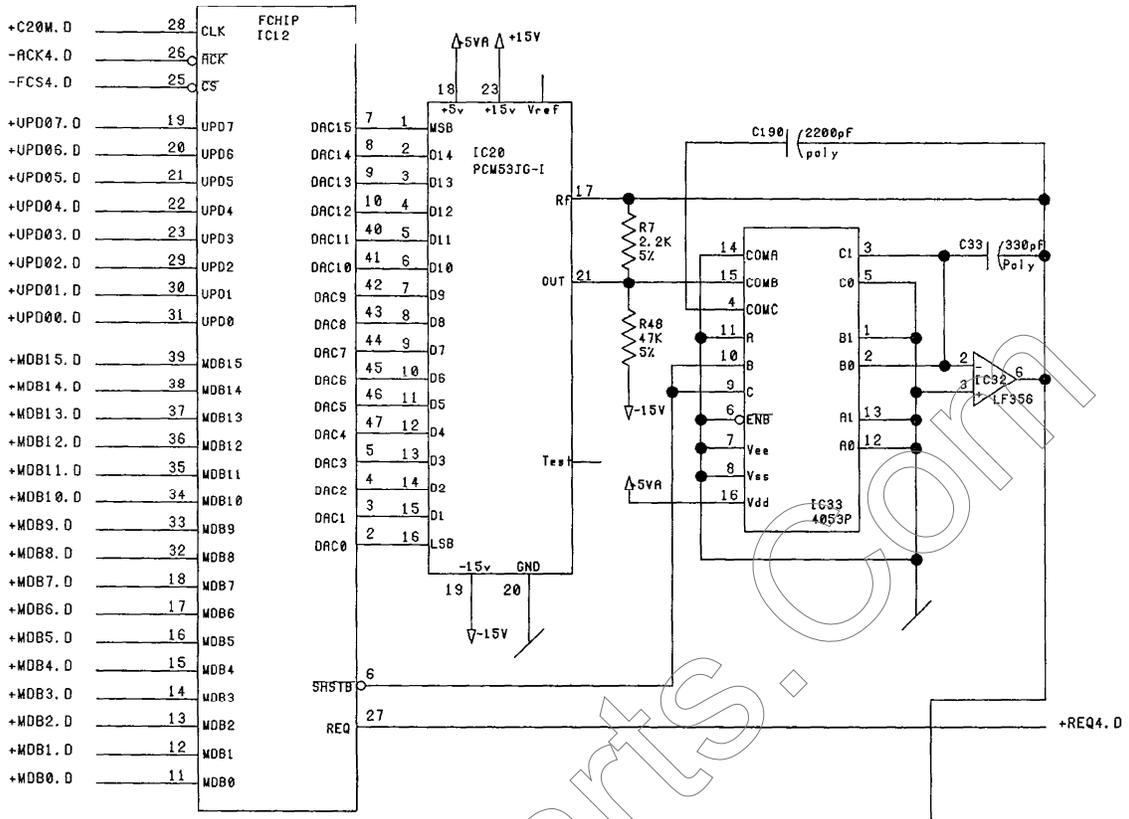 +C20M.D 28 CLK
-ACK4.D 26 ACK
-FCS4.D 25 CS
+UPD07.D 19 UPD7
+UPD06.D 20 UPD6
+UPD05.D 21 UPD5
+UPD04.D 22 UPD4
+UPD03.D 23 UPD3
+UPD02.D 29 UPD2
+UPD01.D 30 UPD1
+UPD00.D 31 UPD0
+MDB15.D 39 MDB15
+MDB14.D 38 MDB14
+MDB13.D 37 MDB13
+MDB12.D 36 MDB12
+MDB11.D 35 MDB11
+MDB10.D 34 MDB10
+MDB9.D 33 MDB9
+MDB8.D 32 MDB8
+MDB7.D 18 MDB7
+MDB6.D 17 MDB6
+MDB5.D 16 MDB5
+MDB4.D 15 MDB4
+MDB3.D 14 MDB3
+MDB2.D 13 MDB2
+MDB1.D 12 MDB1
+MDB0.D 11 MDB0
FCHIP
IC12
DAC15 7 1 MSB
DAC14 8 2 D14
DAC13 9 3 D13
DAC12 10 4 D12
DAC11 40 5 D11
DAC10 41 6 D10
DAC9 42 7 D9
DAC8 43 8 D8
DAC7 44 9 D7
DAC6 45 10 D6
DAC5 46 11 D5
DAC4 47 12 D4
DAC3 5 13 D3
DAC2 4 14 D2
DAC1 3 15 D1
DAC0 2 16 LSB
SHSTB 6
REQ 27 +REQ4.D
+5VA +15V
18 23
+5v +15v Vref
IC20
PCM53JG-I
Rf 17
OUT 21
Test
-15v GND
19 20
-15V
R7
2.2K
5%
R48
47K
5%
-15V
+5VA
C190 2200pF
poly
14 COMA
15 COMB
4 COMC
11 A
10 B
9 C
6 ENB
7 Vee
8 Vss
16 Vdd
C1 3
C0 5
B1 1
B0 2
A1 13
A0 12
IC33
4053P
C33 330pF
Poly
2 -
3 +
6
IC32
LF356
rts.Com